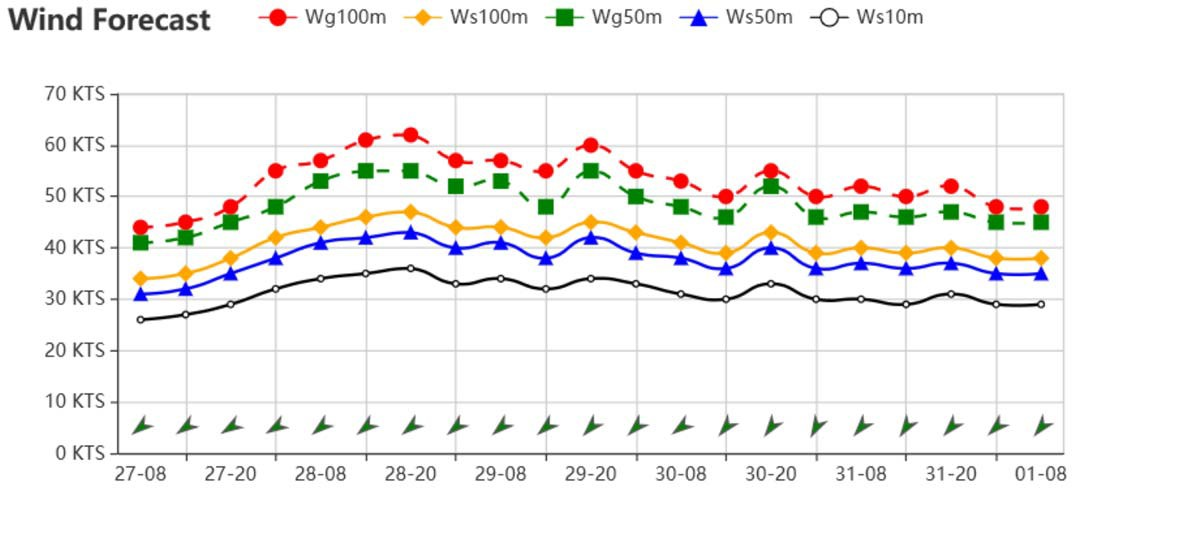 Wind Forecast Wg100m Ws100m Wg50m Ws50m Ws10m
70 KTS
60 KTS
50 KTS
40 KTS
30 KTS
20 KTS
10 KTS
0 KTS
27-08 27-20 28-08 28-20 29-08 29-20 30-08 30-20 31-08 31-20 01-08